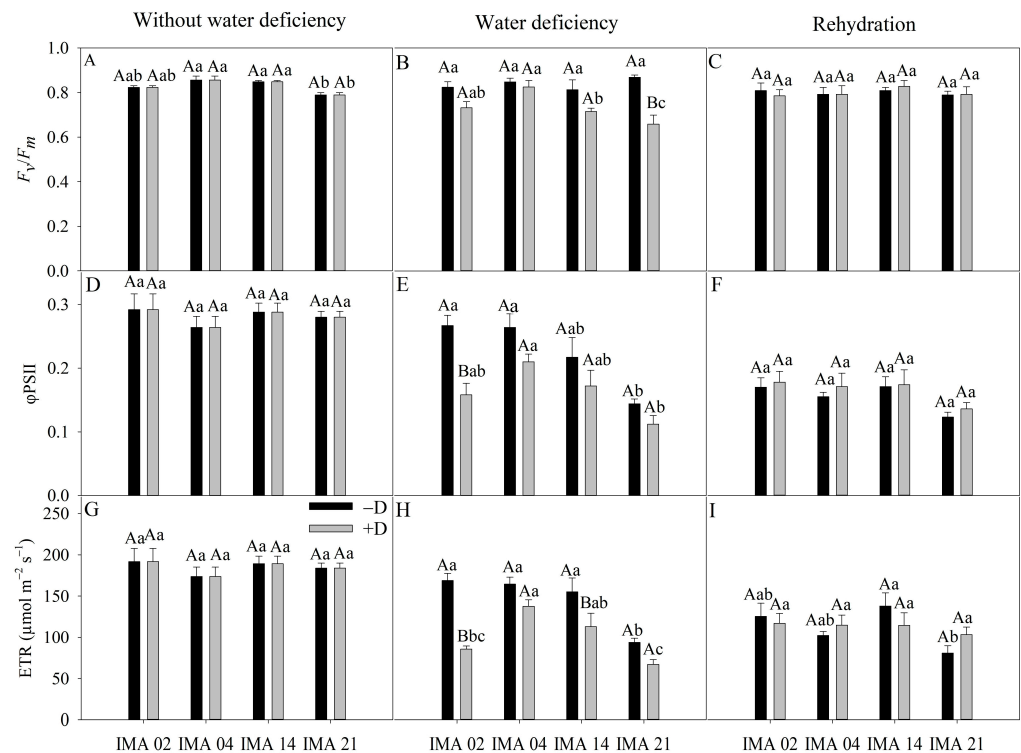 Without water deficiency
Water deficiency
Rehydration
A
B
C
1.0
0.8
0.6
0.4
0.2
0.0
Fv/Fm
Aab Aab Aa Aa Aa Aa Ab Ab
Aa Aab Aa Aa Aa Ab Aa Bc
Aa Aa Aa Aa Aa Aa Aa Aa
D
E
F
0.3
0.2
0.1
0.0
φPSII
Aa Aa Aa Aa Aa Aa Aa Aa
Aa Bab Aa Aa Aab Aab Ab Ab
Aa Aa Aa Aa Aa Aa Aa Aa
G
H
I
−D
+D
250
200
150
100
50
0
ETR (µmol m⁻² s⁻¹)
Aa Aa Aa Aa Aa Aa Aa Aa
Aa Bbc Aa Aa Aa Bab Ab Ac
Aab Aa Aab Aa Aa Aa Ab Aa
IMA 02 IMA 04 IMA 14 IMA 21
IMA 02 IMA 04 IMA 14 IMA 21
IMA 02 IMA 04 IMA 14 IMA 21